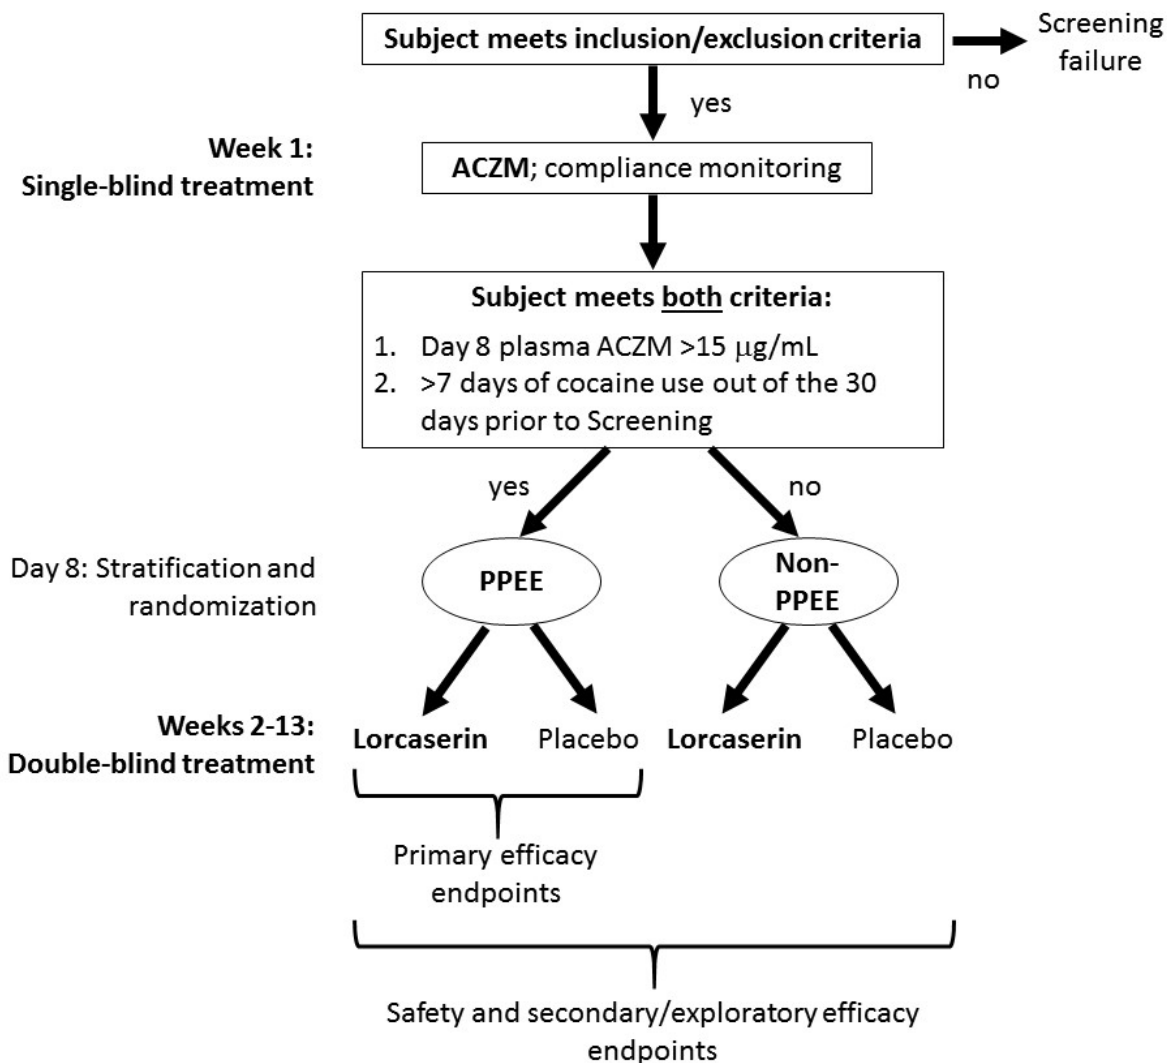 Subject meets inclusion/exclusion criteria
Screening
failure
no
yes
Week 1:
Single-blind treatment
ACZM; compliance monitoring
Subject meets both criteria:
1. Day 8 plasma ACZM >15 μg/mL
2. >7 days of cocaine use out of the 30
days prior to Screening
yes
no
Day 8: Stratification and
randomization
PPEE
Non-
PPEE
Weeks 2-13:
Double-blind treatment
Lorcaserin
Placebo
Lorcaserin
Placebo
Primary efficacy
endpoints
Safety and secondary/exploratory efficacy
endpoints